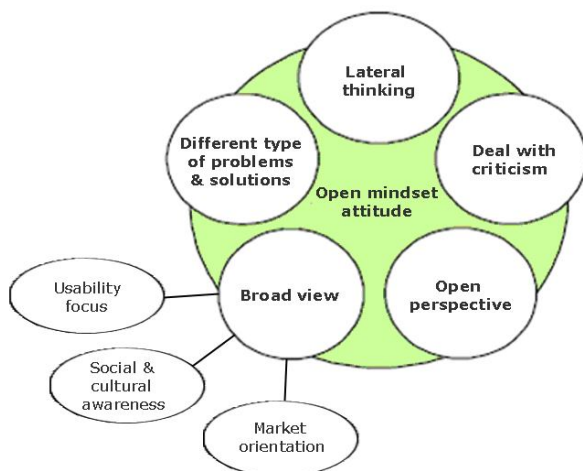 Lateral
thinking
Different type
of problems
& solutions
Deal with
criticism
Open mindset
attitude
Broad view
Open
perspective
Usability
focus
Social &
cultural
awareness
Market
orientation